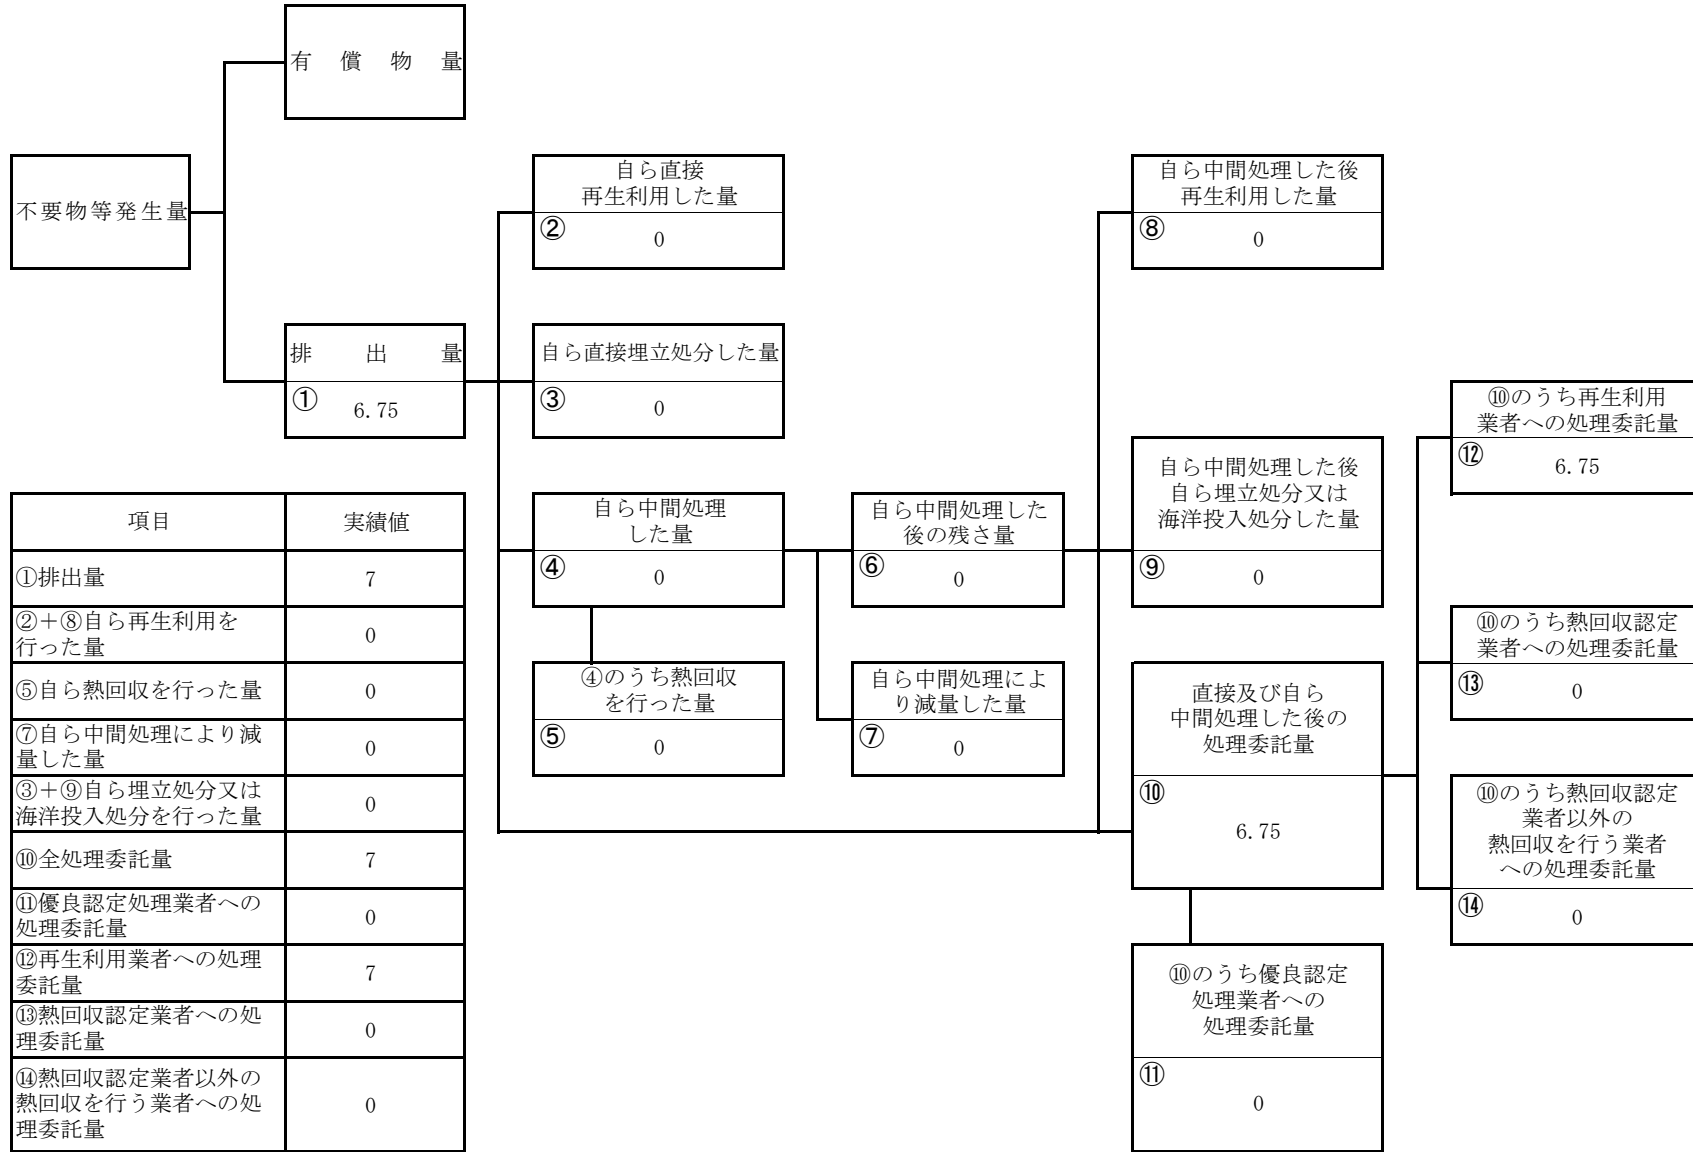 有償物量
不要物等発生量
排出量
① 6.75
自ら直接
再生利用した量
② 0
自ら直接埋立処分した量
③ 0
自ら中間処理
した量
④ 0
④のうち熱回収
を行った量
⑤ 0
自ら中間処理した
後の残さ量
⑥ 0
自ら中間処理によ
り減量した量
⑦ 0
自ら中間処理した後
再生利用した量
⑧ 0
自ら中間処理した後
自ら埋立処分又は
海洋投入処分した量
⑨ 0
直接及び自ら
中間処理した後の
処理委託量
⑩
6.75
⑩のうち優良認定
処理業者への
処理委託量
⑪
0
⑩のうち再生利用
業者への処理委託量
⑫ 6.75
⑩のうち熱回収認定
業者への処理委託量
⑬ 0
⑩のうち熱回収認定
業者以外の
熱回収を行う業者
への処理委託量
⑭ 0
項目 実績値
①排出量 7
②＋⑧自ら再生利用を
行った量 0
⑤自ら熱回収を行った量 0
⑦自ら中間処理により減
量した量 0
③＋⑨自ら埋立処分又は
海洋投入処分を行った量 0
⑩全処理委託量 7
⑪優良認定処理業者への
処理委託量 0
⑫再生利用業者への処理
委託量 7
⑬熱回収認定業者への処
理委託量 0
⑭熱回収認定業者以外の
熱回収を行う業者への処
理委託量 0